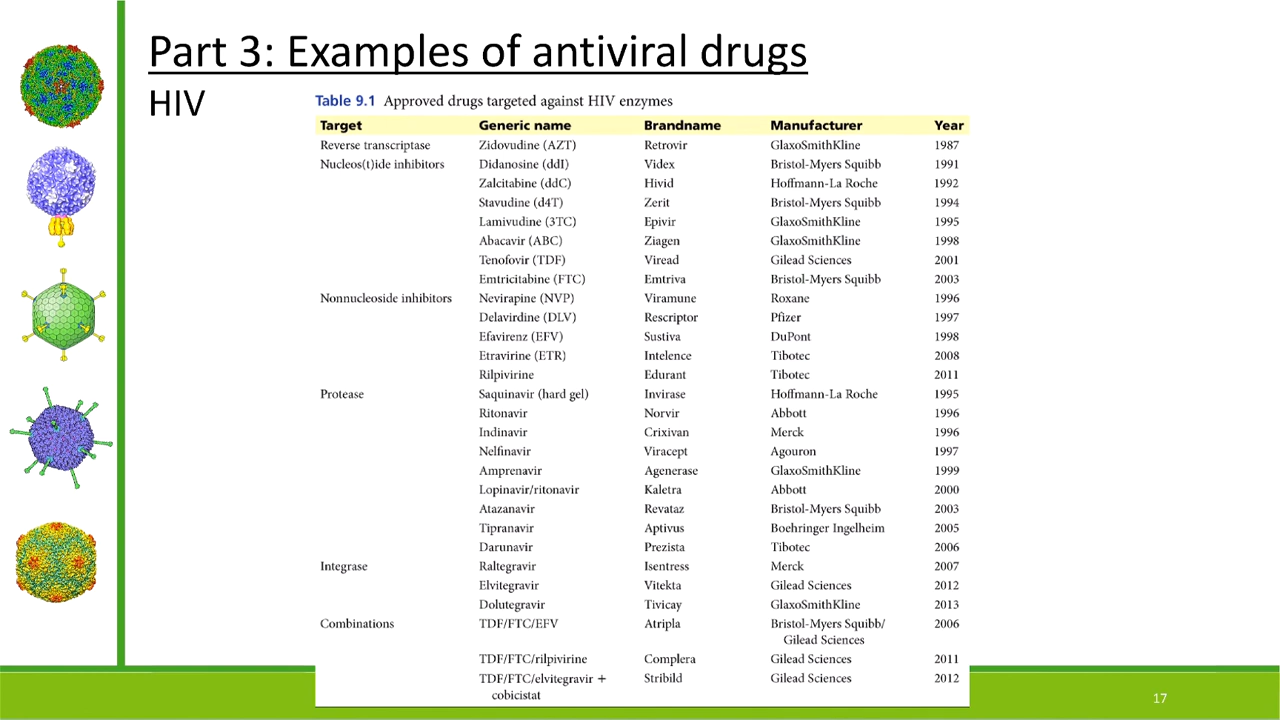 Part 3: Examples of antiviral drugs
HIV
Table 9.1 Approved drugs targeted against HIV enzymes
Target Generic name Brandname Manufacturer Year
Reverse transcriptase Zidovudine (AZT) Retrovir GlaxoSmithKline 1987
Nucleos(t)ide inhibitors Didanosine (ddI) Videx Bristol-Myers Squibb 1991
Zalcitabine (ddC) Hivid Hoffmann-La Roche 1992
Stavudine (d4T) Zerit Bristol-Myers Squibb 1994
Lamivudine (3TC) Epivir GlaxoSmithKline 1995
Abacavir (ABC) Ziagen GlaxoSmithKline 1998
Tenofovir (TDF) Viread Gilead Sciences 2001
Emtricitabine (FTC) Emtriva Bristol-Myers Squibb 2003
Nonnucleoside inhibitors Nevirapine (NVP) Viramune Roxane 1996
Delavirdine (DLV) Rescriptor Pfizer 1997
Efavirenz (EFV) Sustiva DuPont 1998
Etravirine (ETR) Intelence Tibotec 2008
Rilpivirine Edurant Tibotec 2011
Protease Saquinavir (hard gel) Invirase Hoffmann-La Roche 1995
Ritonavir Norvir Abbott 1996
Indinavir Crixivan Merck 1996
Nelfinavir Viracept Agouron 1997
Amprenavir Agenerase GlaxoSmithKline 1999
Lopinavir/ritonavir Kaletra Abbott 2000
Atazanavir Revataz Bristol-Myers Squibb 2003
Tipranavir Aptivus Boehringer Ingelheim 2005
Darunavir Prezista Tibotec 2006
Integrase Raltegravir Isentress Merck 2007
Elvitegravir Vitekta Gilead Sciences 2012
Dolutegravir Tivicay GlaxoSmithKline 2013
Combinations TDF/FTC/EFV Atripla Bristol-Myers Squibb/ 2006
Gilead Sciences
TDF/FTC/rilpivirine Complera Gilead Sciences 2011
TDF/FTC/elvitegravir + Stribild Gilead Sciences 2012
cobicistat
17